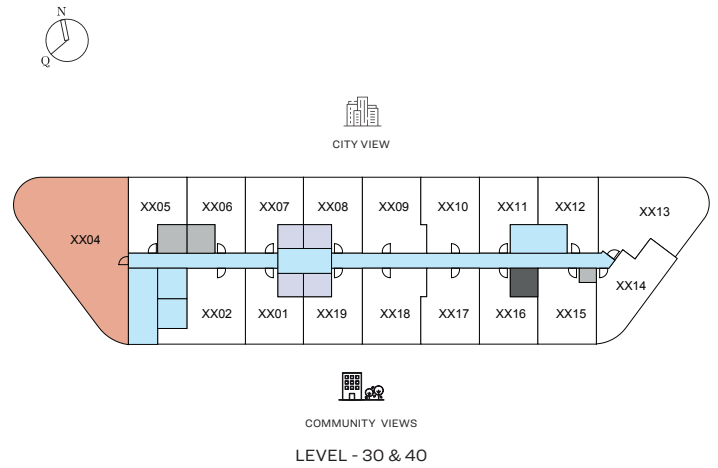 N
Q
CITY VIEW
XX05 XX06 XX07 XX08 XX09 XX10 XX11 XX12 XX13
XX04
XX14
XX02 XX01 XX19 XX18 XX17 XX16 XX15
COMMUNITY VIEWS
LEVEL - 30 & 40